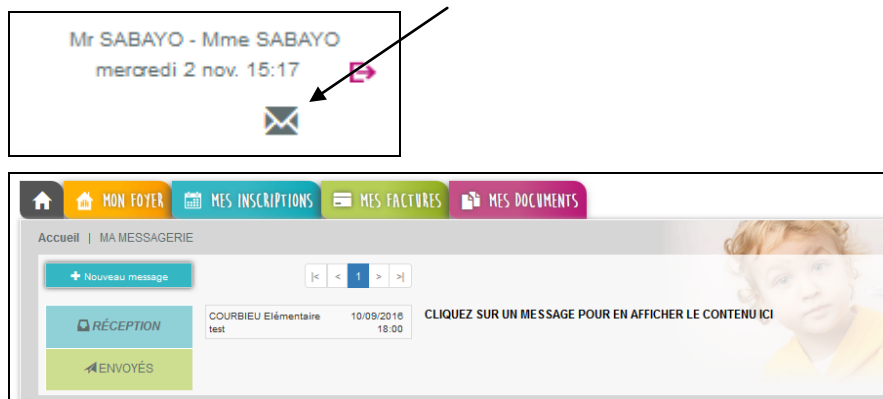 Mr SABAYO - Mme SABAYO
mercredi 2 nov. 15:17
MON FOYER MES INSCRIPTIONS MES FACTURES MES DOCUMENTS
Accueil | MA MESSAGERIE
+ Nouveau message
|< < 1 > >|
COURBIEU Elémentaire 10/09/2016
test 18:00
CLIQUEZ SUR UN MESSAGE POUR EN AFFICHER LE CONTENU ICI
RÉCEPTION
ENVOYÉS